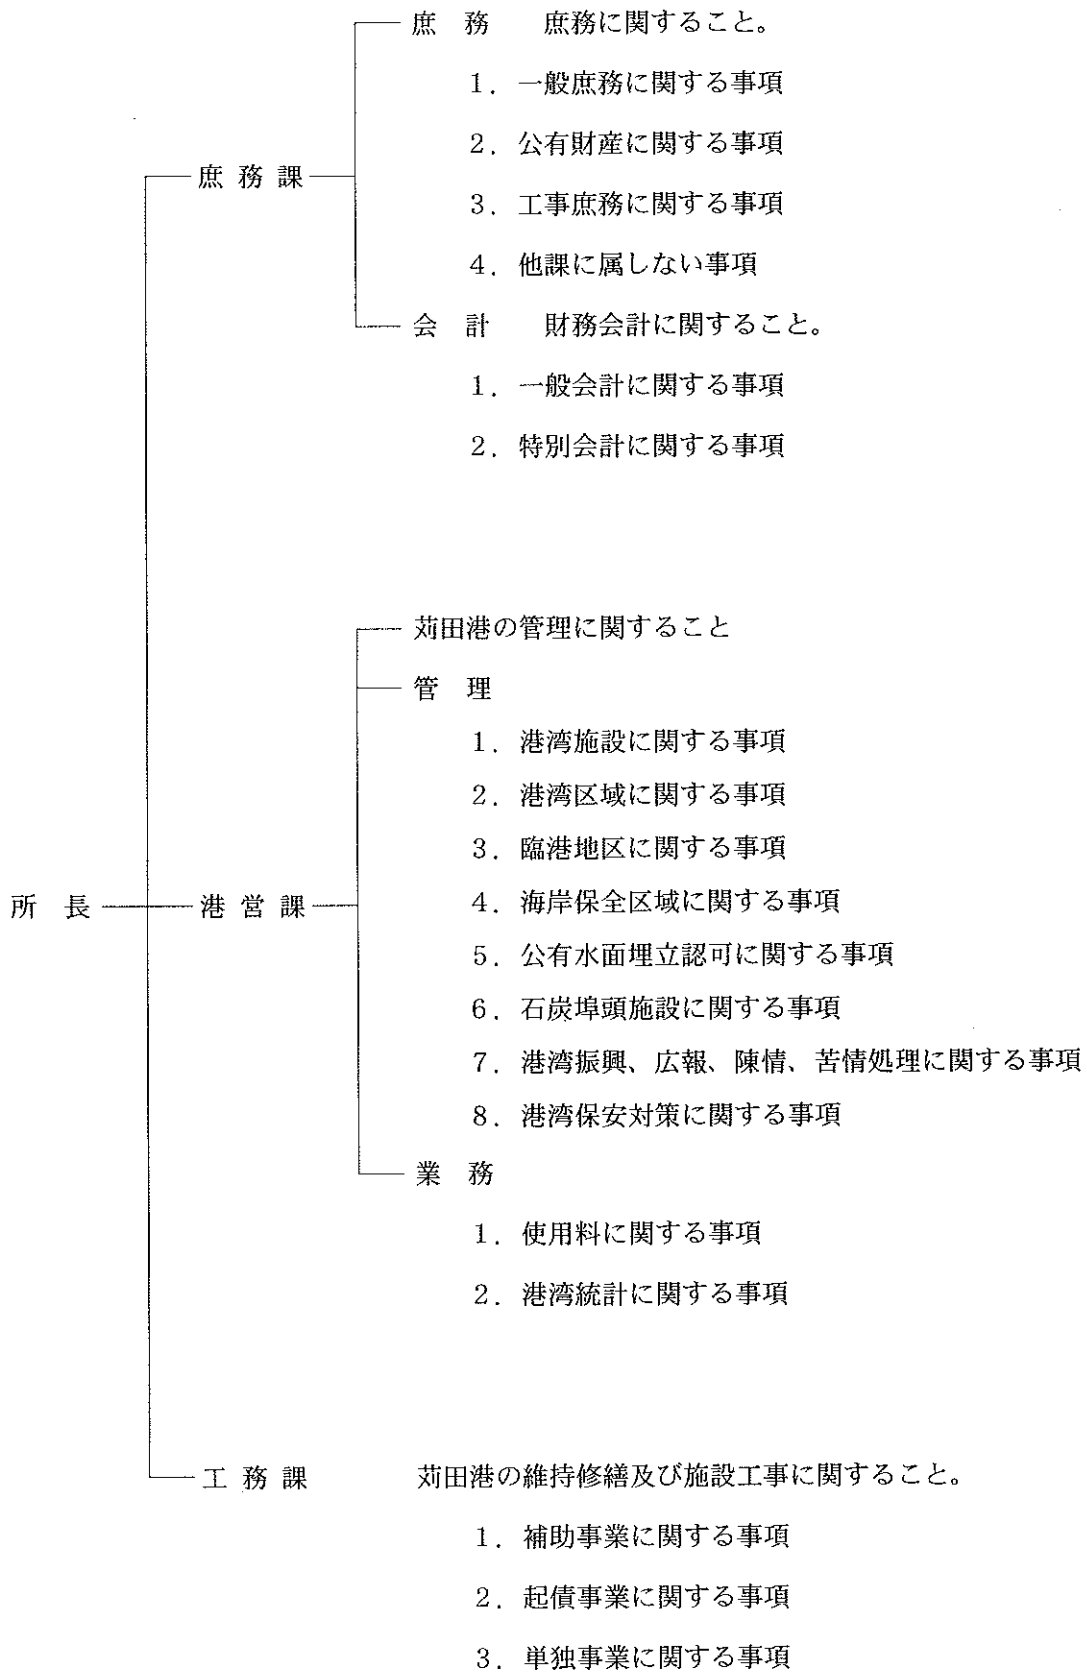 庶　務　　庶務に関すること。
1．一般庶務に関する事項
2．公有財産に関する事項
庶 務 課
3．工事庶務に関する事項
4．他課に属しない事項
会　計　　財務会計に関すること。
1．一般会計に関する事項
2．特別会計に関する事項
苅田港の管理に関すること
管　理
1．港湾施設に関する事項
2．港湾区域に関する事項
3．臨港地区に関する事項
所　長
港 営 課
4．海岸保全区域に関する事項
5．公有水面埋立認可に関する事項
6．石炭埠頭施設に関する事項
7．港湾振興、広報、陳情、苦情処理に関する事項
8．港湾保安対策に関する事項
業　務
1．使用料に関する事項
2．港湾統計に関する事項
工 務 課　　苅田港の維持修繕及び施設工事に関すること。
1．補助事業に関する事項
2．起債事業に関する事項
3．単独事業に関する事項